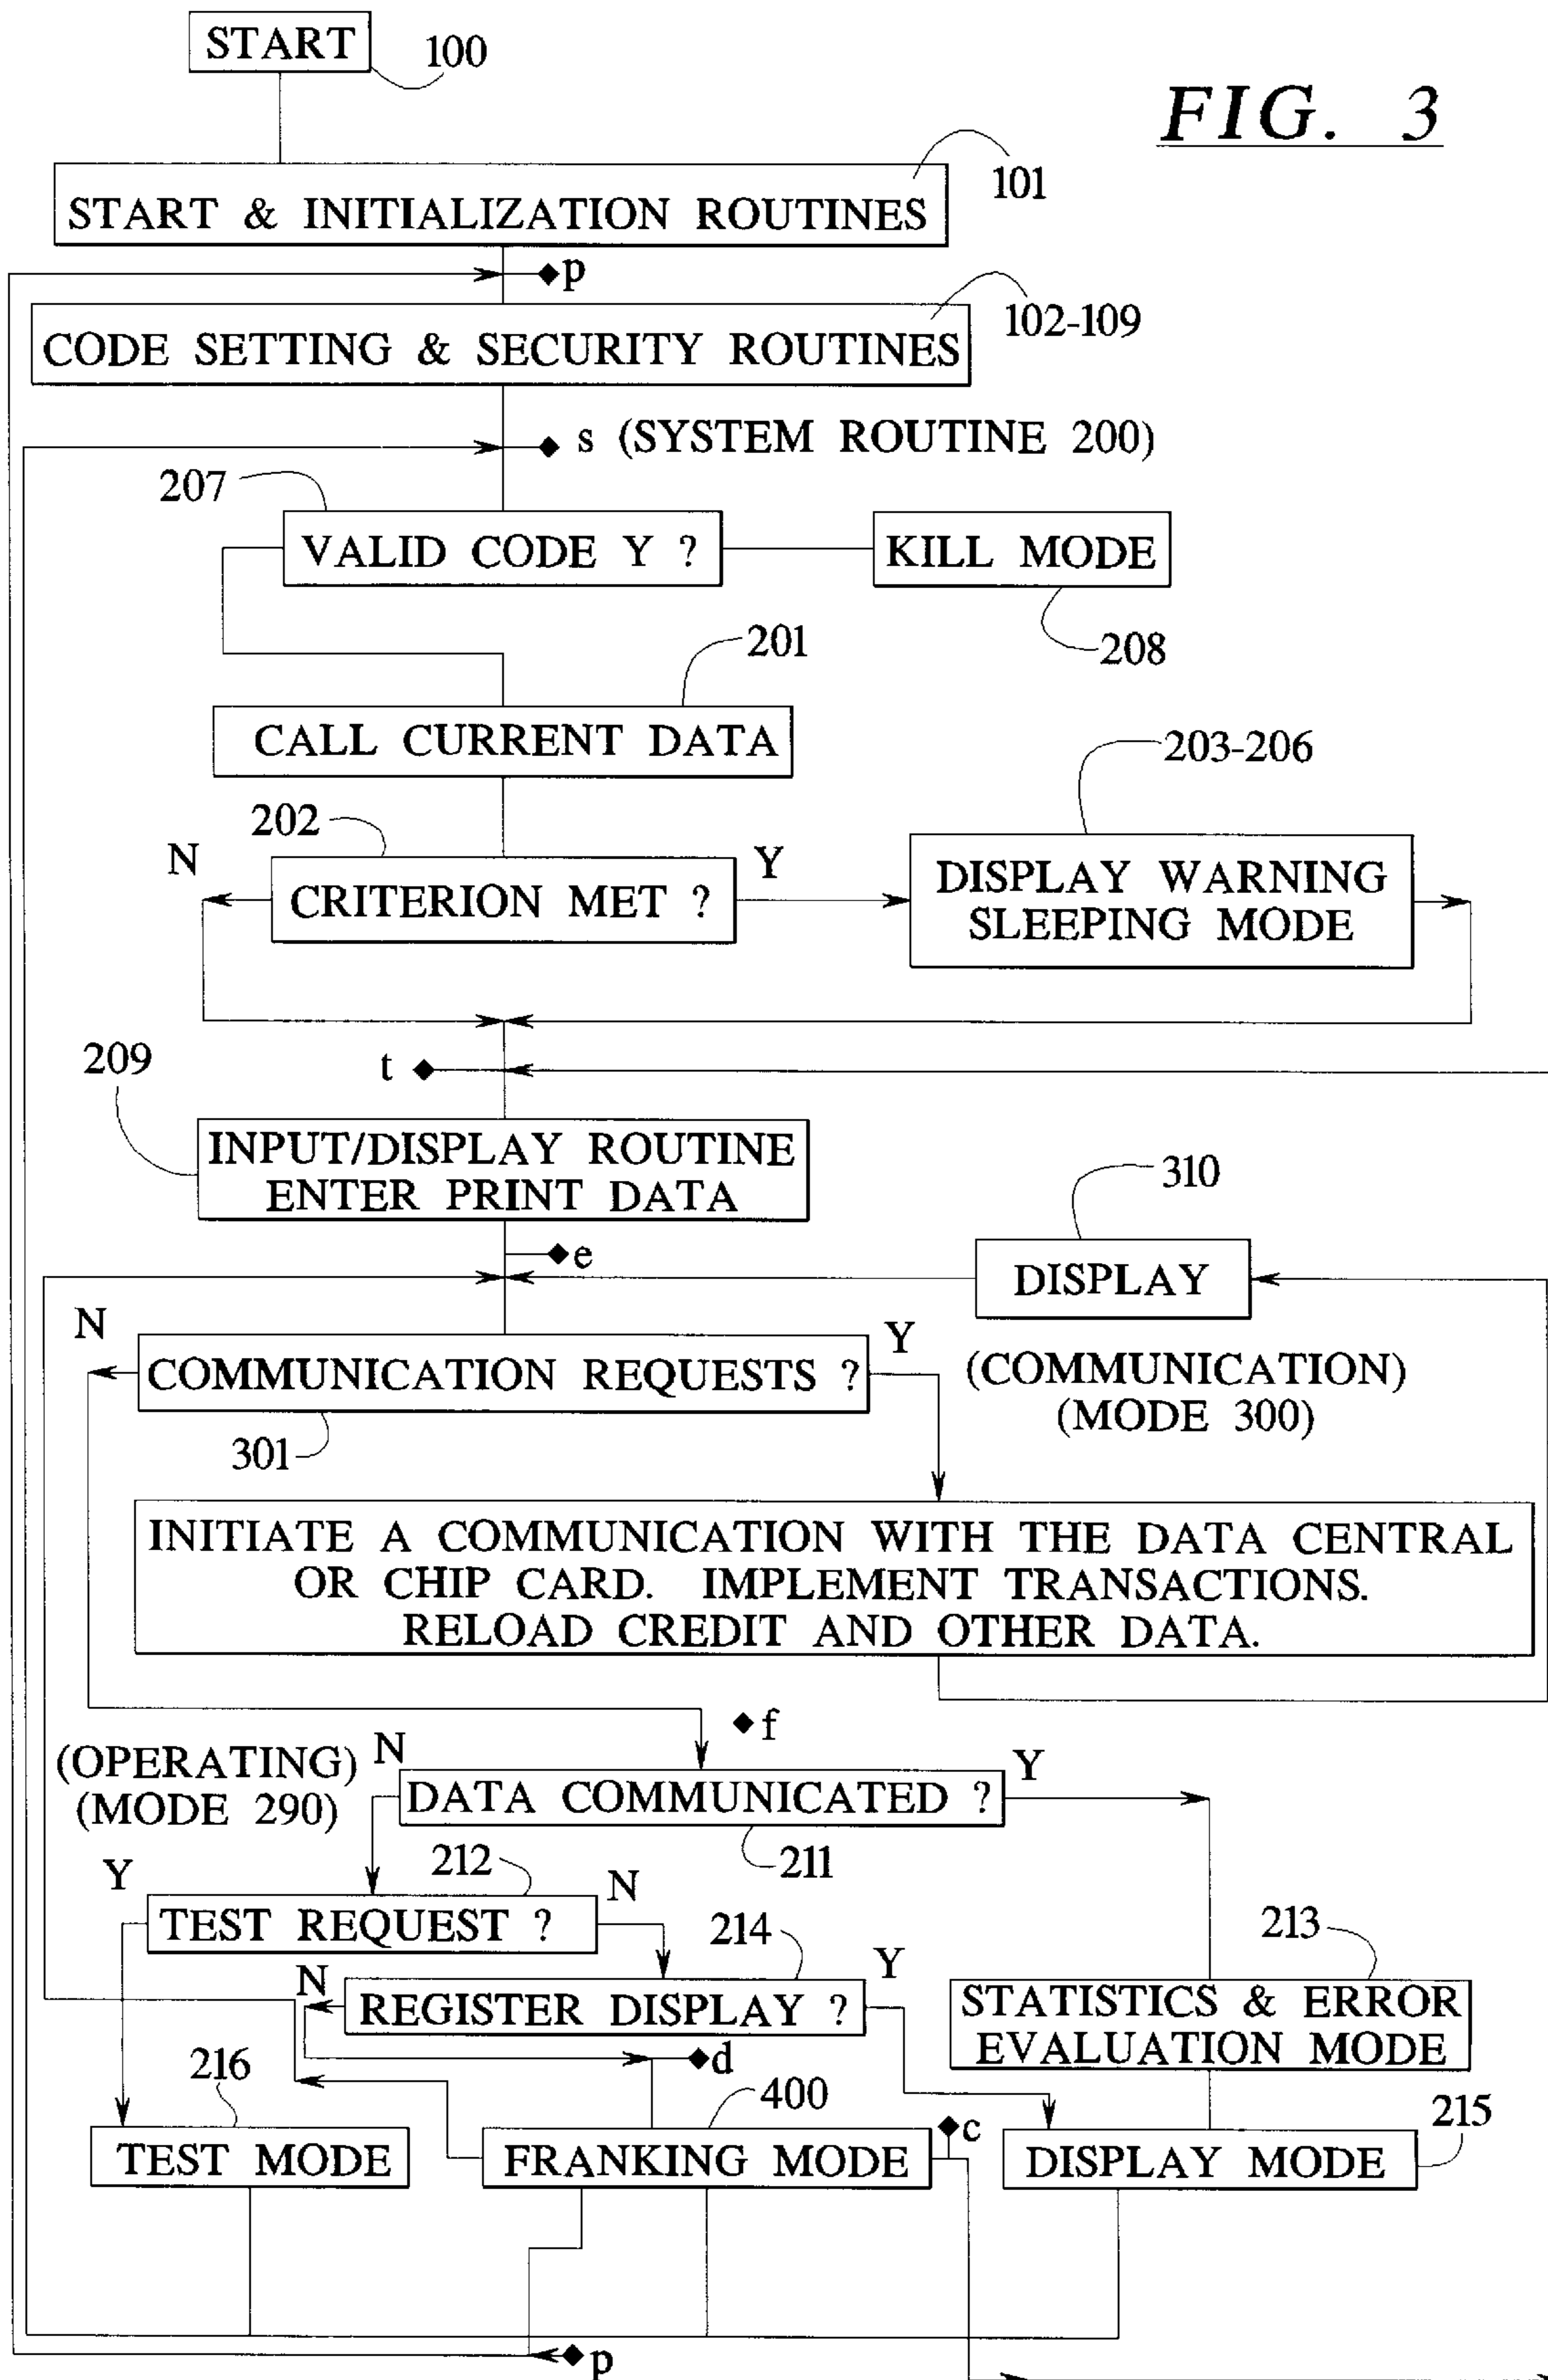 START
100
FIG. 3
101
START & INITIALIZATION ROUTINES
p
102-109
CODE SETTING & SECURITY ROUTINES
s (SYSTEM ROUTINE 200)
207
VALID CODE Y ?
KILL MODE
208
201
CALL CURRENT DATA
203-206
202
N
Y
CRITERION MET ?
DISPLAY WARNING
SLEEPING MODE
209
t
INPUT/DISPLAY ROUTINE
ENTER PRINT DATA
310
e
DISPLAY
N
Y
COMMUNICATION REQUESTS ?
(COMMUNICATION)
(MODE 300)
301
INITIATE A COMMUNICATION WITH THE DATA CENTRAL
OR CHIP CARD. IMPLEMENT TRANSACTIONS.
RELOAD CREDIT AND OTHER DATA.
f
(OPERATING)
(MODE 290)
N
Y
DATA COMMUNICATED ?
211
212
Y
N
TEST REQUEST ?
214
213
N
Y
REGISTER DISPLAY ?
STATISTICS & ERROR
EVALUATION MODE
d
216
400
c
215
TEST MODE
FRANKING MODE
DISPLAY MODE
p